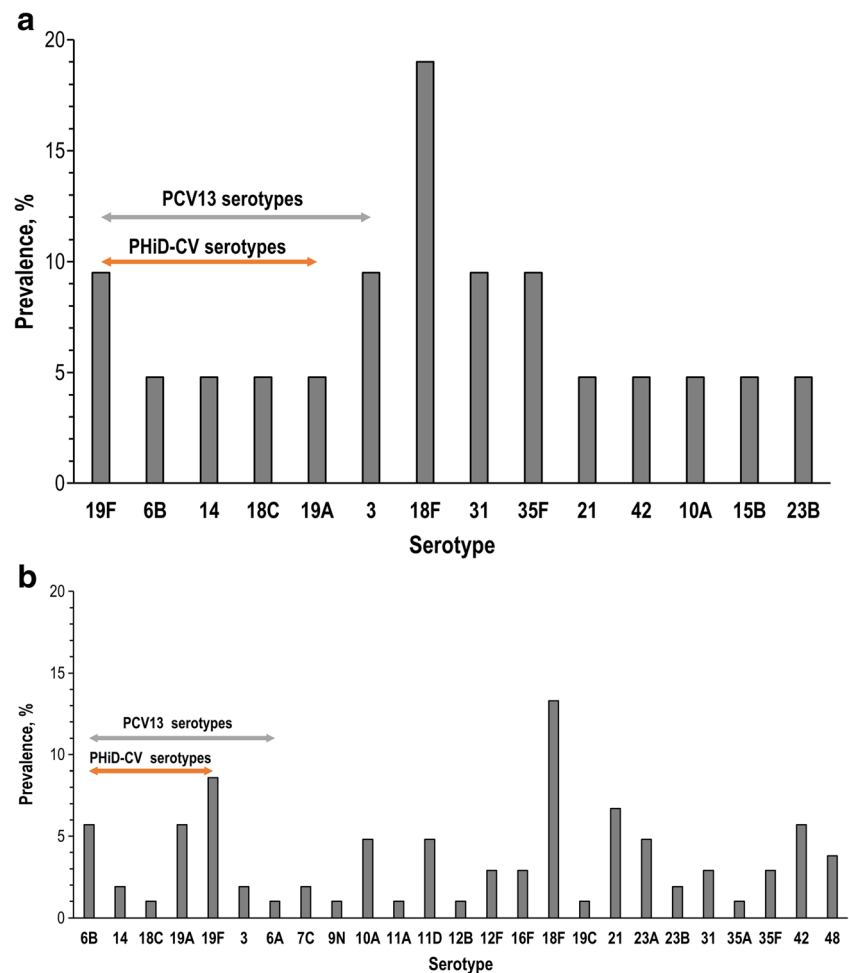 a
20
15
10
5
0
Prevalence, %
PCV13 serotypes
PHiD-CV serotypes
19F 6B 14 18C 19A 3 18F 31 35F 21 42 10A 15B 23B
Serotype
b
20
15
10
5
0
Prevalence, %
PCV13 serotypes
PHiD-CV serotypes
6B 14 18C 19A 19F 3 6A 7C 9N 10A 11A 11D 12B 12F 16F 18F 19C 21 23A 23B 31 35A 35F 42 48
Serotype